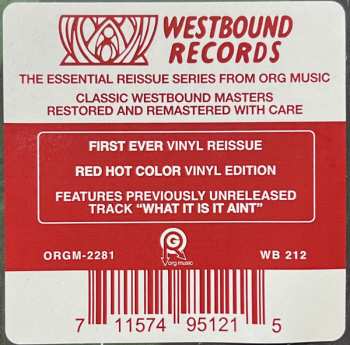 WESTBOUND
RECORDS
THE ESSENTIAL REISSUE SERIES FROM ORG MUSIC
CLASSIC WESTBOUND MASTERS
RESTORED AND REMASTERED WITH CARE
FIRST EVER VINYL REISSUE
RED HOT COLOR VINYL EDITION
FEATURES PREVIOUSLY UNRELEASED
TRACK “WHAT IT IS IT AINT”
org music
ORGM-2281 WB 212
7 11574 95121 5